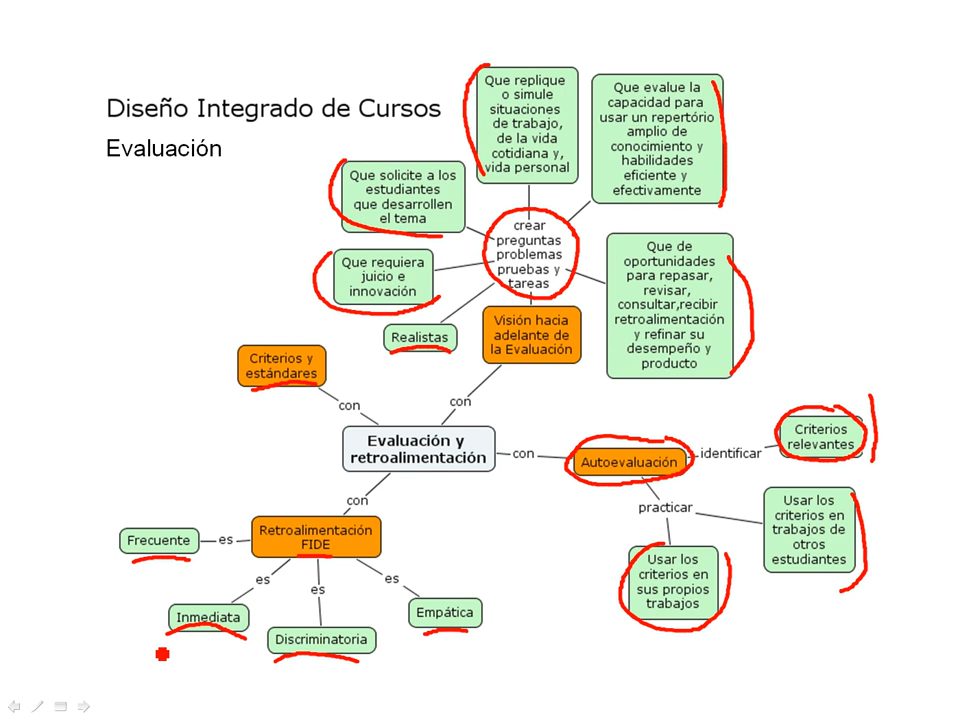 Diseño Integrado de Cursos
Evaluación
Que replique
o simule
situaciones
de trabajo,
de la vida
cotidiana y,
vida personal
Que evalue la
capacidad para
usar un repertório
amplio de
conocimiento y
habilidades
eficiente y
efectivamente
Que solicite a los
estudiantes
que desarrollen
el tema
crear
preguntas
problemas
pruebas y
tareas
Que requiera
juicio e
innovación
Que de
oportunidades
para repasar,
revisar,
consultar,recibir
retroalimentación
y refinar su
desempeño y
producto
Realistas
Visión hacia
adelante de
la Evaluación
Criterios y
estándares
con
con
Evaluación y
retroalimentación
con
Autoevaluación
identificar
Criterios
relevantes
practicar
Usar los
criterios en
trabajos de
otros
estudiantes
Usar los
criterios en
sus propios
trabajos
con
Retroalimentación
FIDE
es
Frecuente
es
es
es
Inmediata
Discriminatoria
Empática